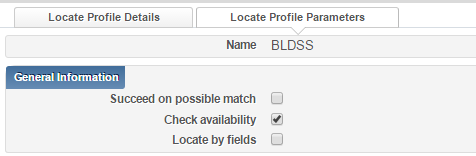 Locate Profile Details Locate Profile Parameters
Name BLDSS
General Information
Succeed on possible match
Check availability
Locate by fields